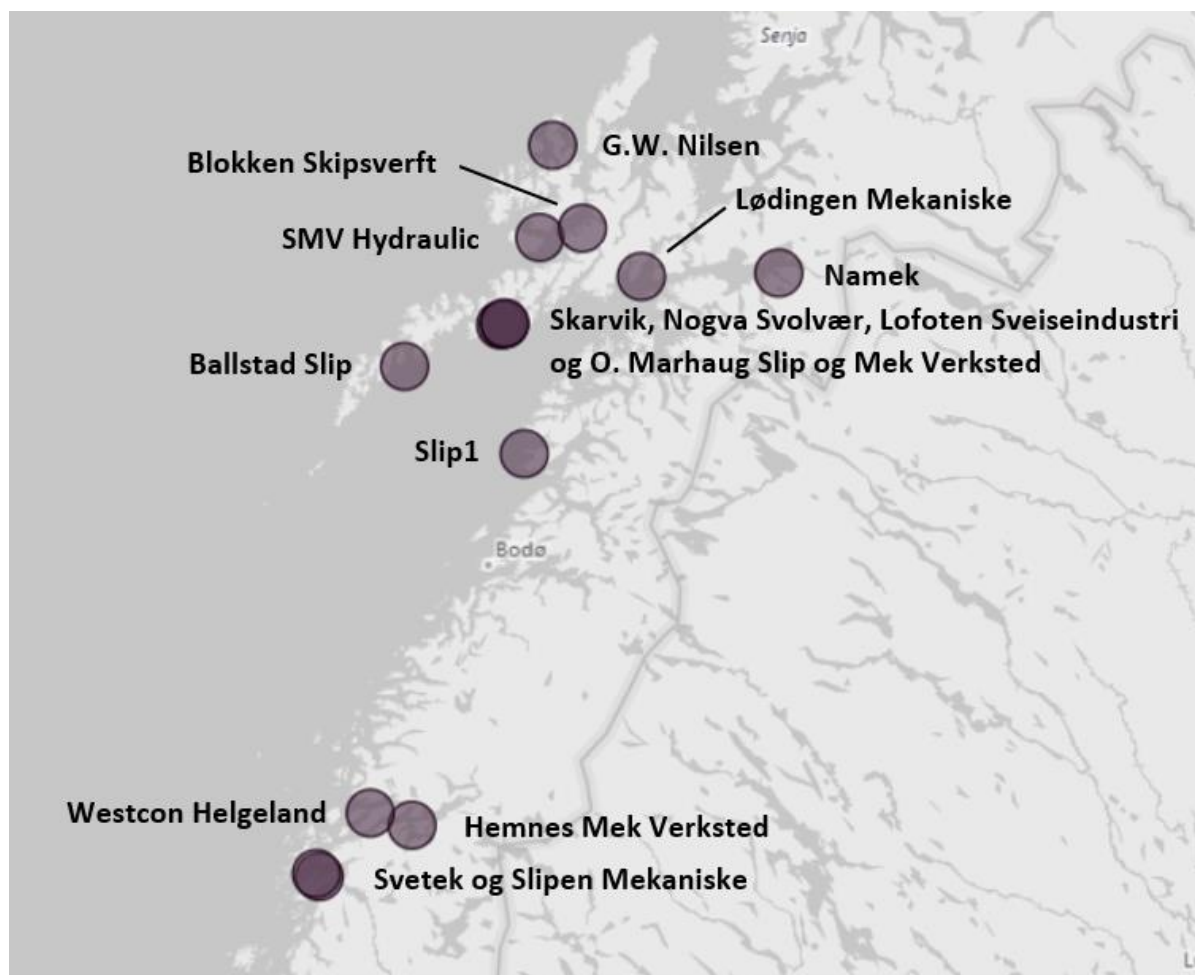 Senja
G.W. Nilsen
Blokken Skipsverft
Lødingen Mekaniske
SMV Hydraulic
Namek
Skarvik, Nogva Svolvær, Lofoten Sveiseindustri
og O. Marhaug Slip og Mek Verksted
Ballstad Slip
Slip1
Bodø
Westcon Helgeland
Hemnes Mek Verksted
Svetek og Slipen Mekaniske